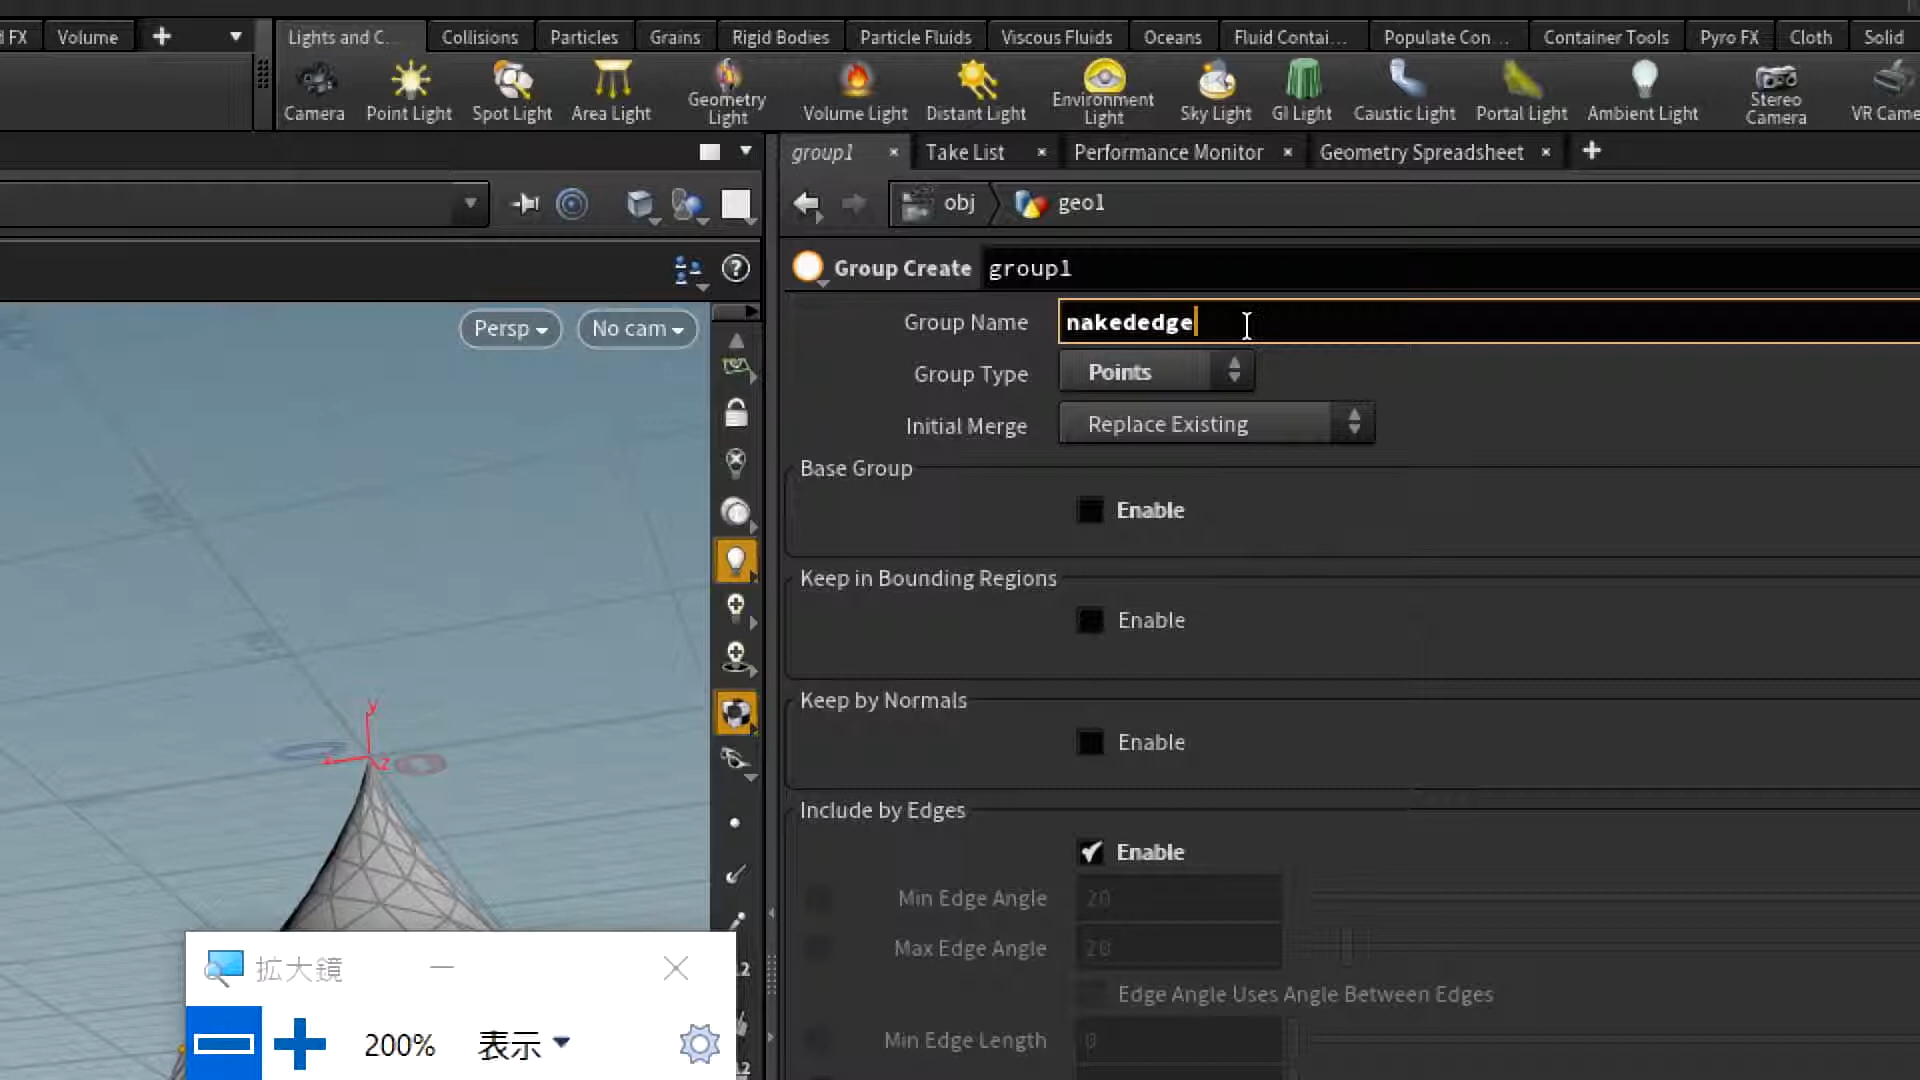 FX
Volume
Lights and C...
Collisions
Particles
Grains
Rigid Bodies
Particle Fluids
Viscous Fluids
Oceans
Fluid Contai...
Populate Con ...
Container Tools
Pyro FX
Cloth
Solid
Camera
Point Light
Spot Light
Area Light
Geometry
Light
Volume Light
Distant Light
Environment
Light
Sky Light
GI Light
Caustic Light
Portal Light
Ambient Light
Stereo
Camera
VR Came
group1
Take List
Performance Monitor
Geometry Spreadsheet
obj
geo1
Group Create
group1
Persp
No cam
Group Name
nakededge
Group Type
Points
Initial Merge
Replace Existing
Base Group
Enable
Keep in Bounding Regions
Enable
Keep by Normals
Enable
y
z
Include by Edges
Enable
Min Edge Angle
20
Max Edge Angle
20
Edge Angle Uses Angle Between Edges
Min Edge Length
0
拡大鏡
200%
表示
12
12